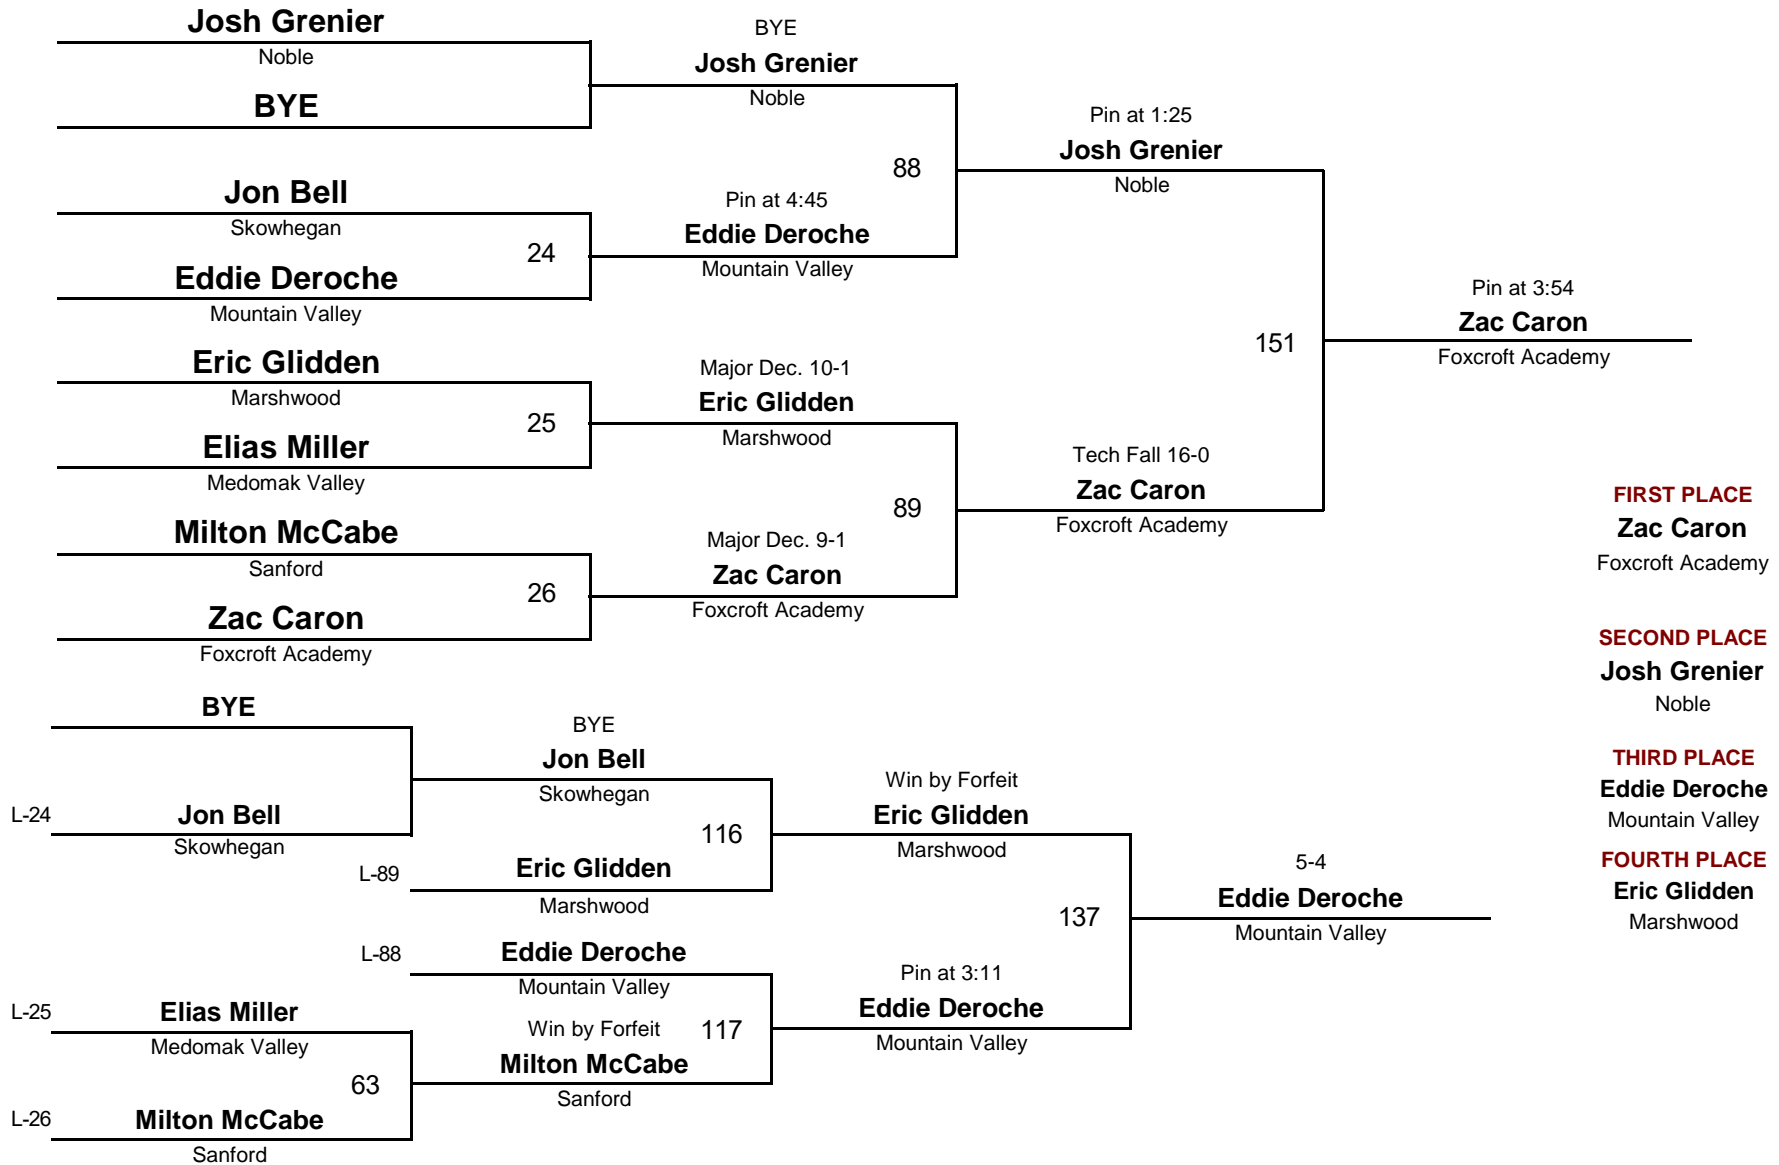 Josh Grenier
Noble
BYE
Jon Bell
Skowhegan
24
Eddie Deroche
Mountain Valley
Eric Glidden
Marshwood
25
Elias Miller
Medomak Valley
Milton McCabe
Sanford
26
Zac Caron
Foxcroft Academy
BYE
Josh Grenier
Noble
88
Pin at 4:45
Eddie Deroche
Mountain Valley
Major Dec. 10-1
Eric Glidden
Marshwood
89
Major Dec. 9-1
Zac Caron
Foxcroft Academy
Pin at 1:25
Josh Grenier
Noble
151
Tech Fall 16-0
Zac Caron
Foxcroft Academy
Pin at 3:54
Zac Caron
Foxcroft Academy
FIRST PLACE
Zac Caron
Foxcroft Academy
SECOND PLACE
Josh Grenier
Noble
THIRD PLACE
Eddie Deroche
Mountain Valley
FOURTH PLACE
Eric Glidden
Marshwood
BYE
L-24
Jon Bell
Skowhegan
L-25
Elias Miller
Medomak Valley
63
L-26
Milton McCabe
Sanford
BYE
Jon Bell
Skowhegan
116
L-89
Eric Glidden
Marshwood
L-88
Eddie Deroche
Mountain Valley
Win by Forfeit
117
Milton McCabe
Sanford
Win by Forfeit
Eric Glidden
Marshwood
137
Pin at 3:11
Eddie Deroche
Mountain Valley
5-4
Eddie Deroche
Mountain Valley